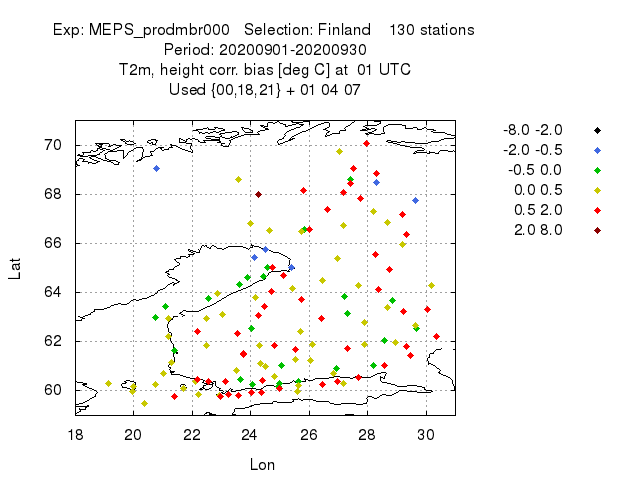 Exp: MEPS_prodmbr000 Selection: Finland 130 stations
Period: 20200901-20200930
T2m, height corr. bias [deg C] at 01 UTC
Used {00,18,21} + 01 04 07
70
68
66
64
62
60
Lat
18 20 22 24 26 28 30
Lon
-8.0 -2.0
-2.0 -0.5
-0.5 0.0
0.0 0.5
0.5 2.0
2.0 8.0